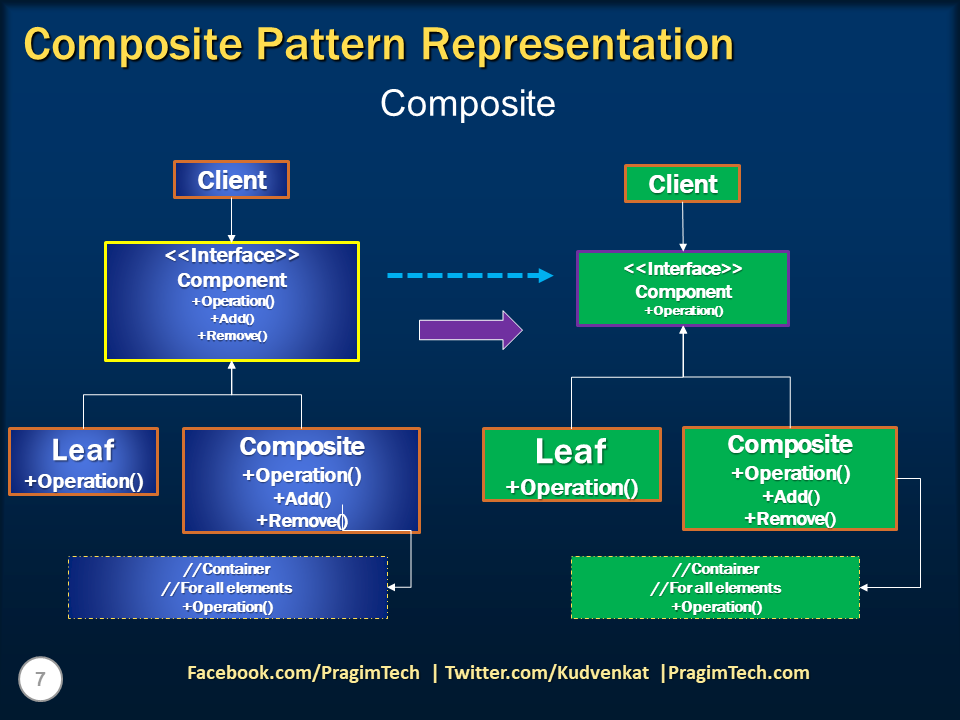 Composite Pattern Representation
Composite
Client
<<Interface>>
Component
+Operation()
+Add()
+Remove()
Leaf
+Operation()
Composite
+Operation()
+Add()
+Remove()
//Container
//For all elements
+Operation()
Client
<<Interface>>
Component
+Operation()
Leaf
+Operation()
Composite
+Operation()
+Add()
+Remove()
//Container
//For all elements
+Operation()
7
Facebook.com/PragimTech | Twitter.com/Kudvenkat |PragimTech.com